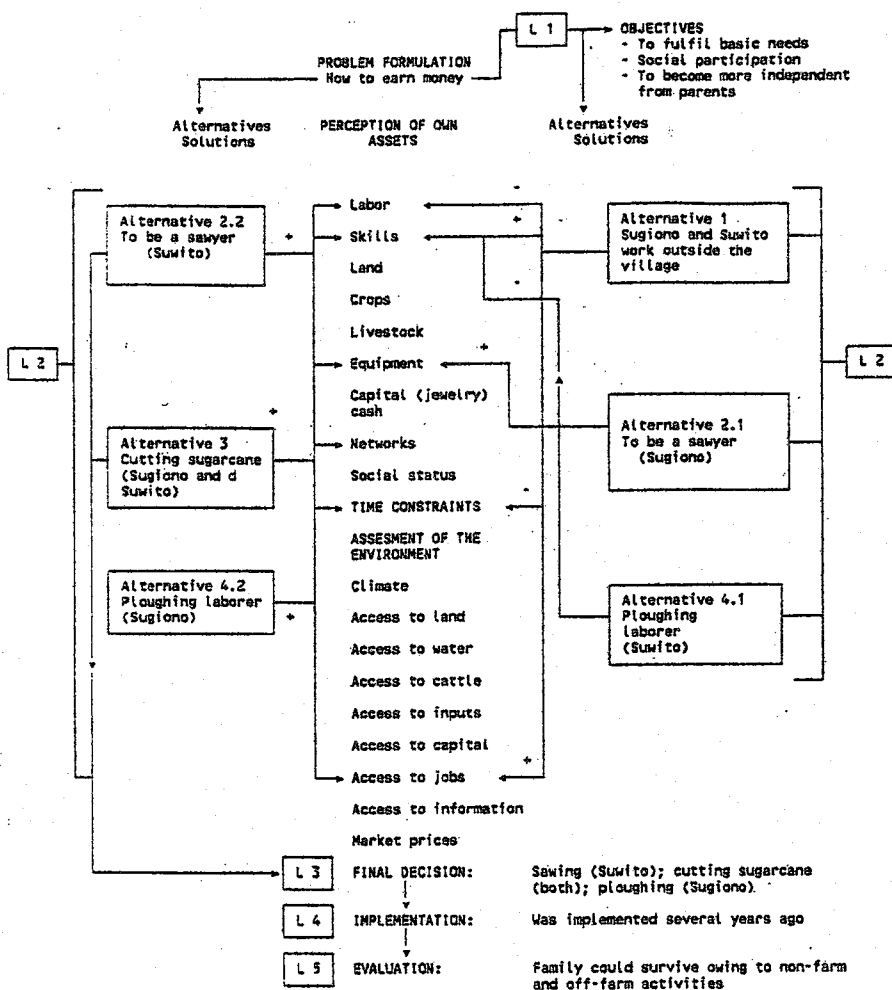 L 1
OBJECTIVES
- To fulfil basic needs
- Social participation
- To become more independent
from parents
PROBLEM FORMULATION
How to earn money
Alternatives
Solutions
PERCEPTION OF OWN
ASSETS
Alternatives
Solutions
L 2
Alternative 2.2
To be a sawyer
(Suwito)
+
Alternative 3
Cutting sugarcane
(Sugiono and d
Suwito)
+
Alternative 4.2
Ploughing laborer
(Sugiono)
+
Labor
Skills
Land
Crops
Livestock
Equipment
Capital (jewelry)
cash
Networks
Social status
TIME CONSTRAINTS
ASSESMENT OF THE
ENVIRONMENT
Climate
Access to land
Access to water
Access to cattle
Access to inputs
Access to capital
Access to jobs
Access to information
Market prices
-
+
-
+
-
+
Alternative 1
Sugiono and Suwito
work outside the
village
Alternative 2.1
To be a sawyer
(Sugiono)
Alternative 4.1
Ploughing
laborer
(Suwito)
L 2
L 3
FINAL DECISION:
Sawing (Suwito); cutting sugarcane
(both); ploughing (Sugiono)
L 4
IMPLEMENTATION:
Was implemented several years ago
L 5
EVALUATION:
Family could survive owing to non-farm
and off-farm activities